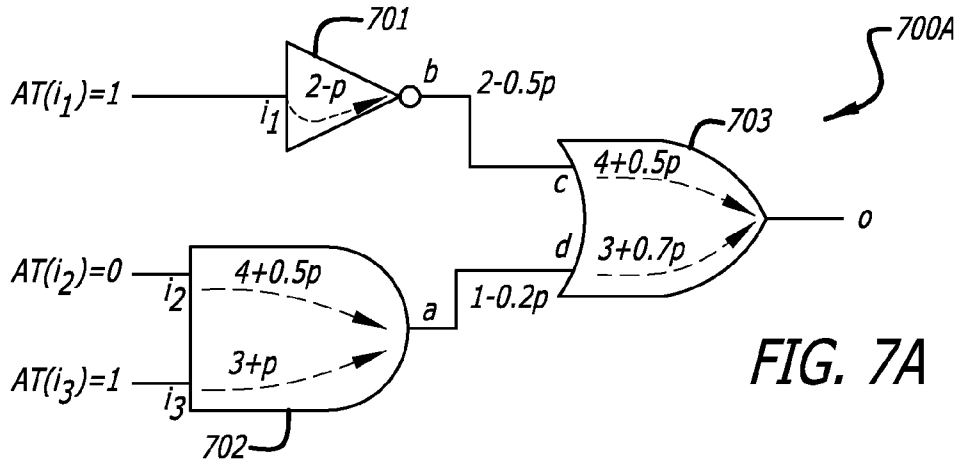 701
700A
AT(i1)=1
i1
2-p
b
2-0.5p
703
c
4+0.5p
o
d
3+0.7p
AT(i2)=0
i2
4+0.5p
a
1-0.2p
AT(i3)=1
i3
3+p
702
FIG. 7A